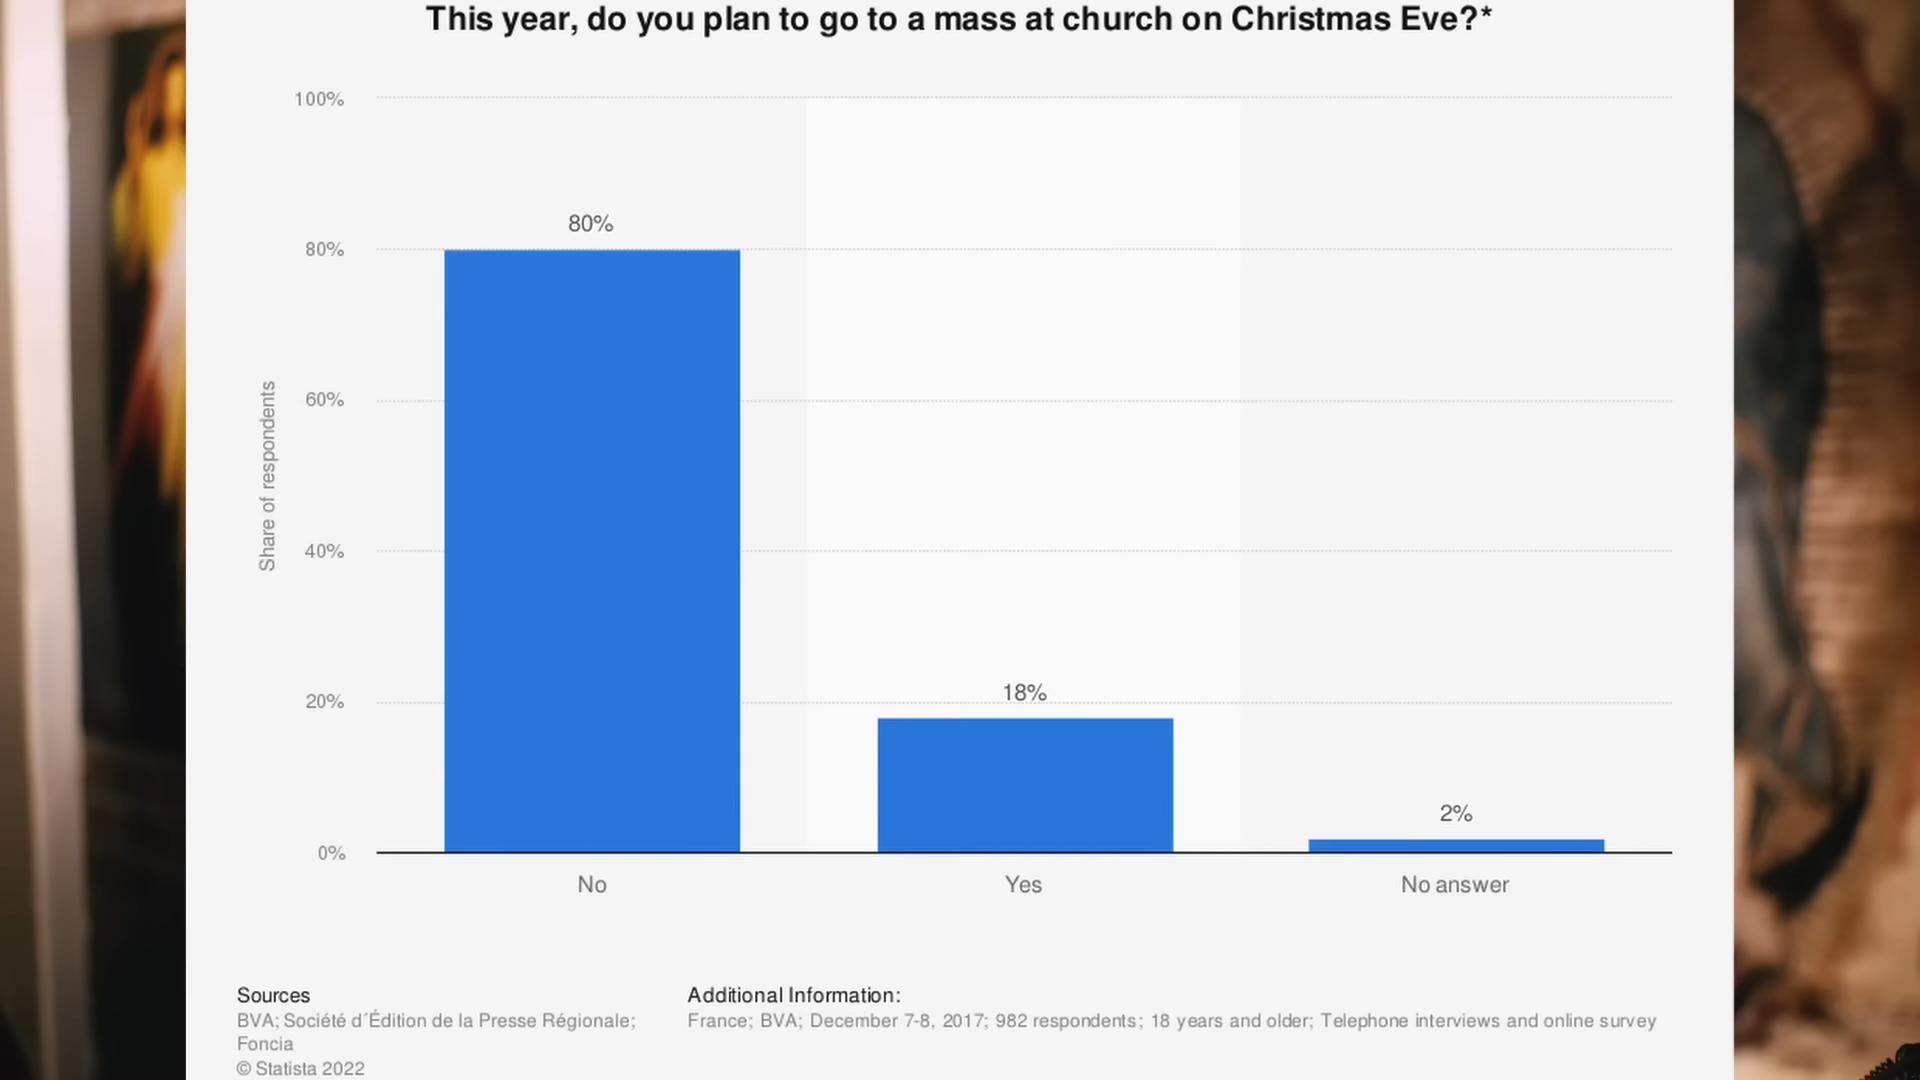 This year, do you plan to go to a mass at church on Christmas Eve?*
100%
80%
60%
40%
20%
0%
Share of respondents
80%
18%
2%
No
Yes
No answer
Sources
BVA; Société d´Édition de la Presse Régionale;
Foncia
© Statista 2022
Additional Information:
France; BVA; December 7-8, 2017; 982 respondents; 18 years and older; Telephone interviews and online survey